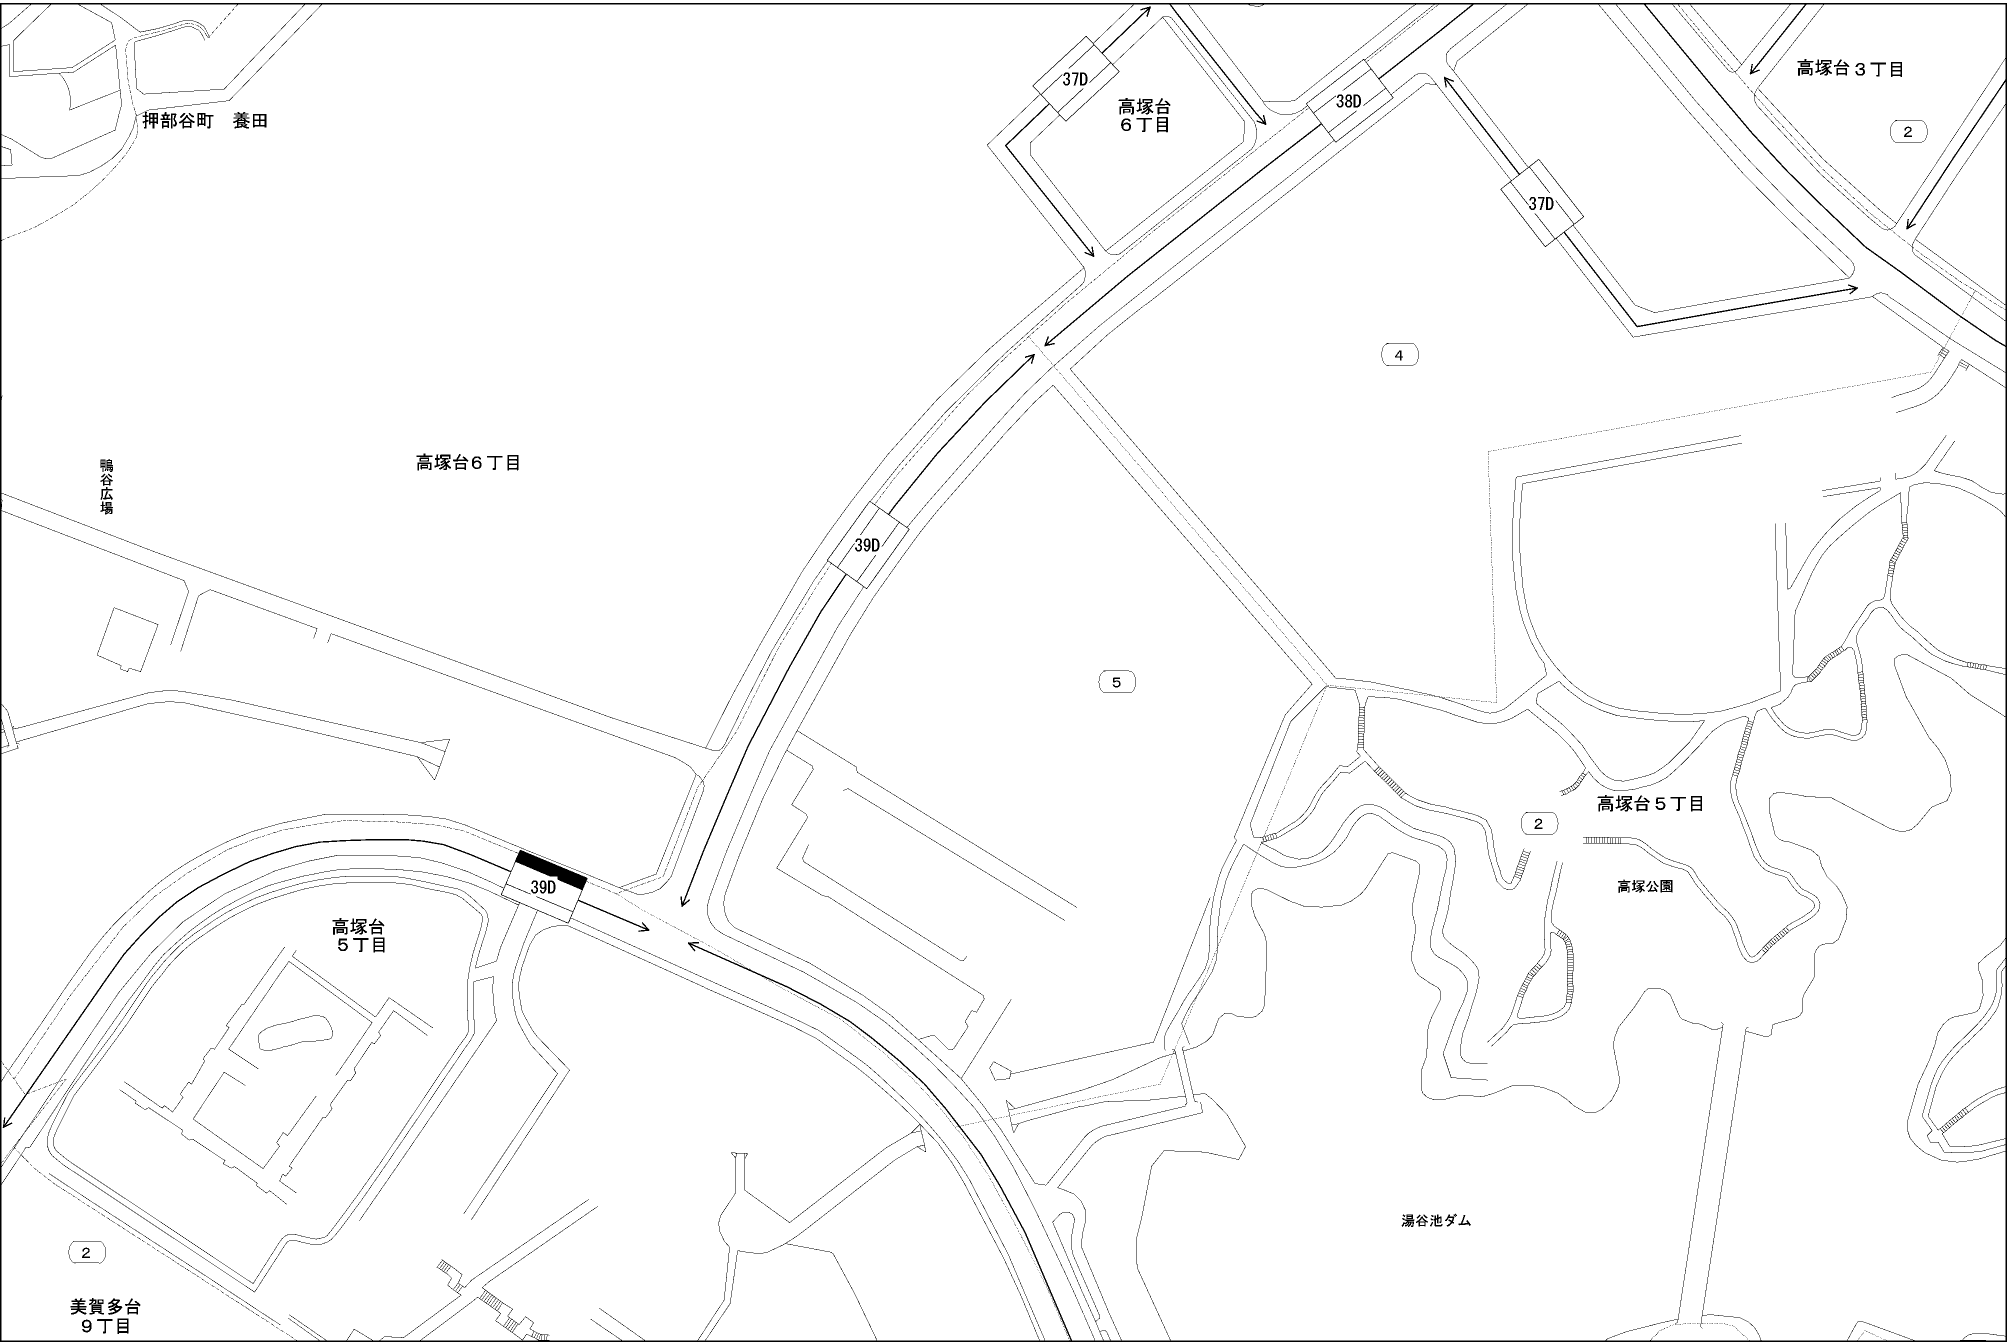 37D
高塚台
６丁目
38D
高塚台３丁目
2
押部谷町　養田
37D
4
高塚台６丁目
鴨谷広場
39D
5
高塚台５丁目
2
39D
高塚公園
高塚台
５丁目
湯谷池ダム
2
美賀多台
９丁目